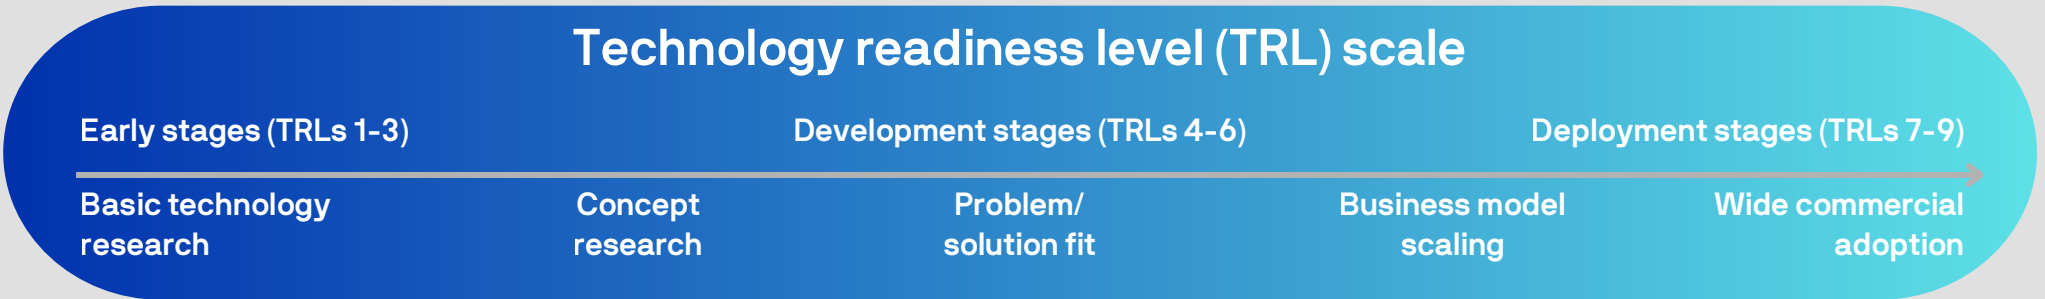 Technology readiness level (TRL) scale
Early stages (TRLs 1-3)
Development stages (TRLs 4-6)
Deployment stages (TRLs 7-9)
Basic technology
research
Concept
research
Problem/
solution fit
Business model
scaling
Wide commercial
adoption